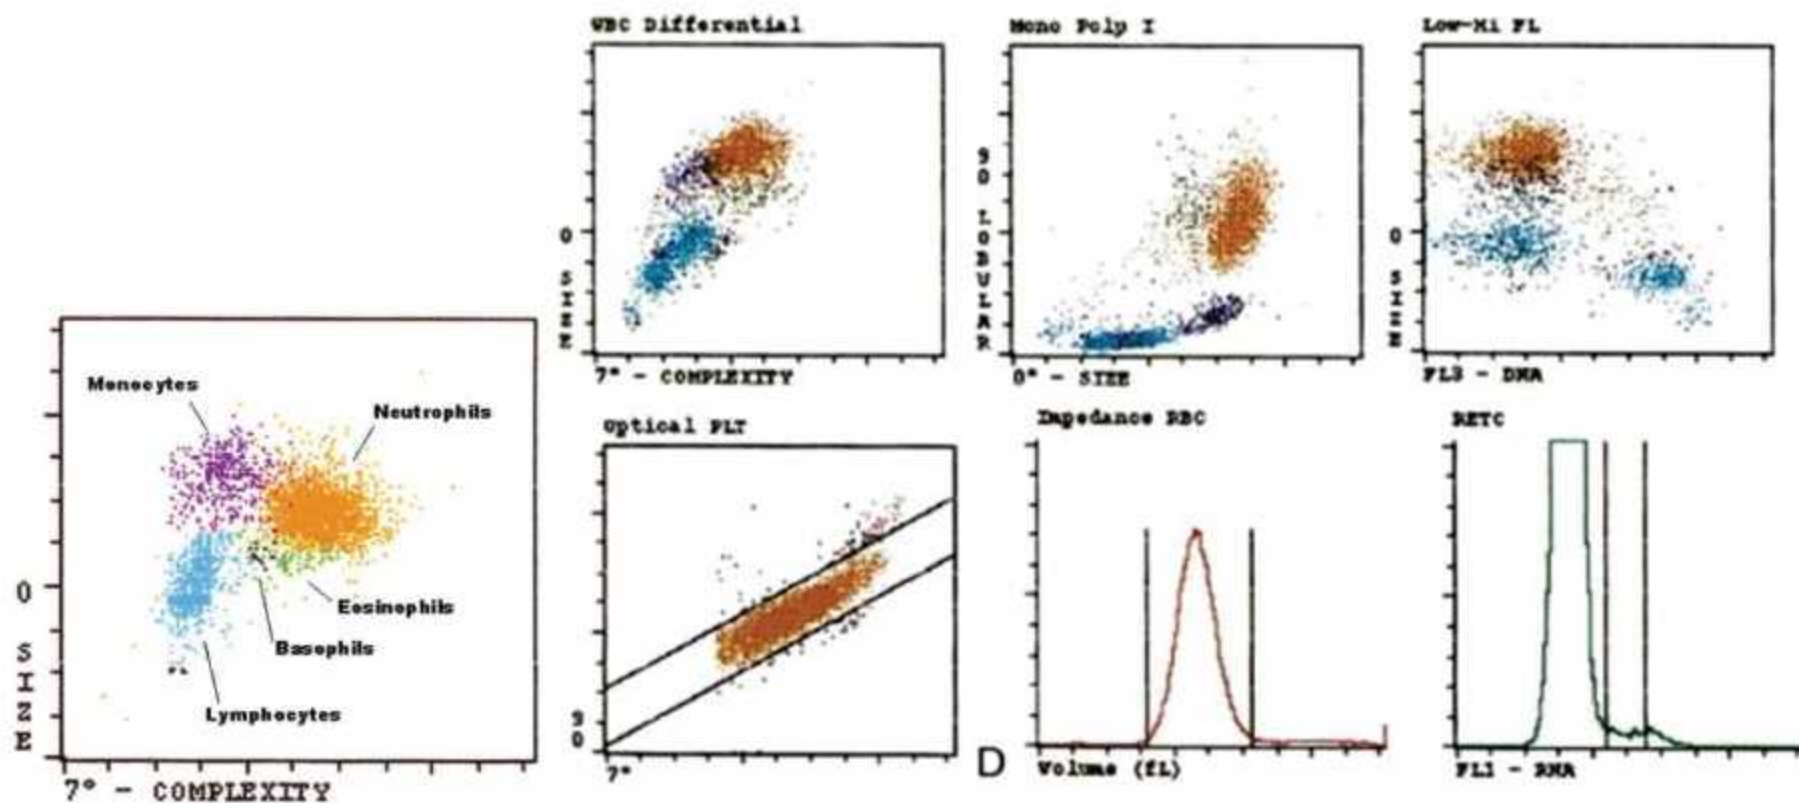 WBC Differential
Mono Poly I
Low-Hi FL
0
SIZE
7° - COMPLEXITY
90 LOBULAR
0° - SIZE
0
SIZE
FL3 - DNA
Monocytes
Neutrophils
Eosinophils
Basophils
Lymphocytes
0
SIZE
7° - COMPLEXITY
Optical PLT
90
7°
Impedance RBC
D
Volume (fL)
RETC
FL1 - RNA